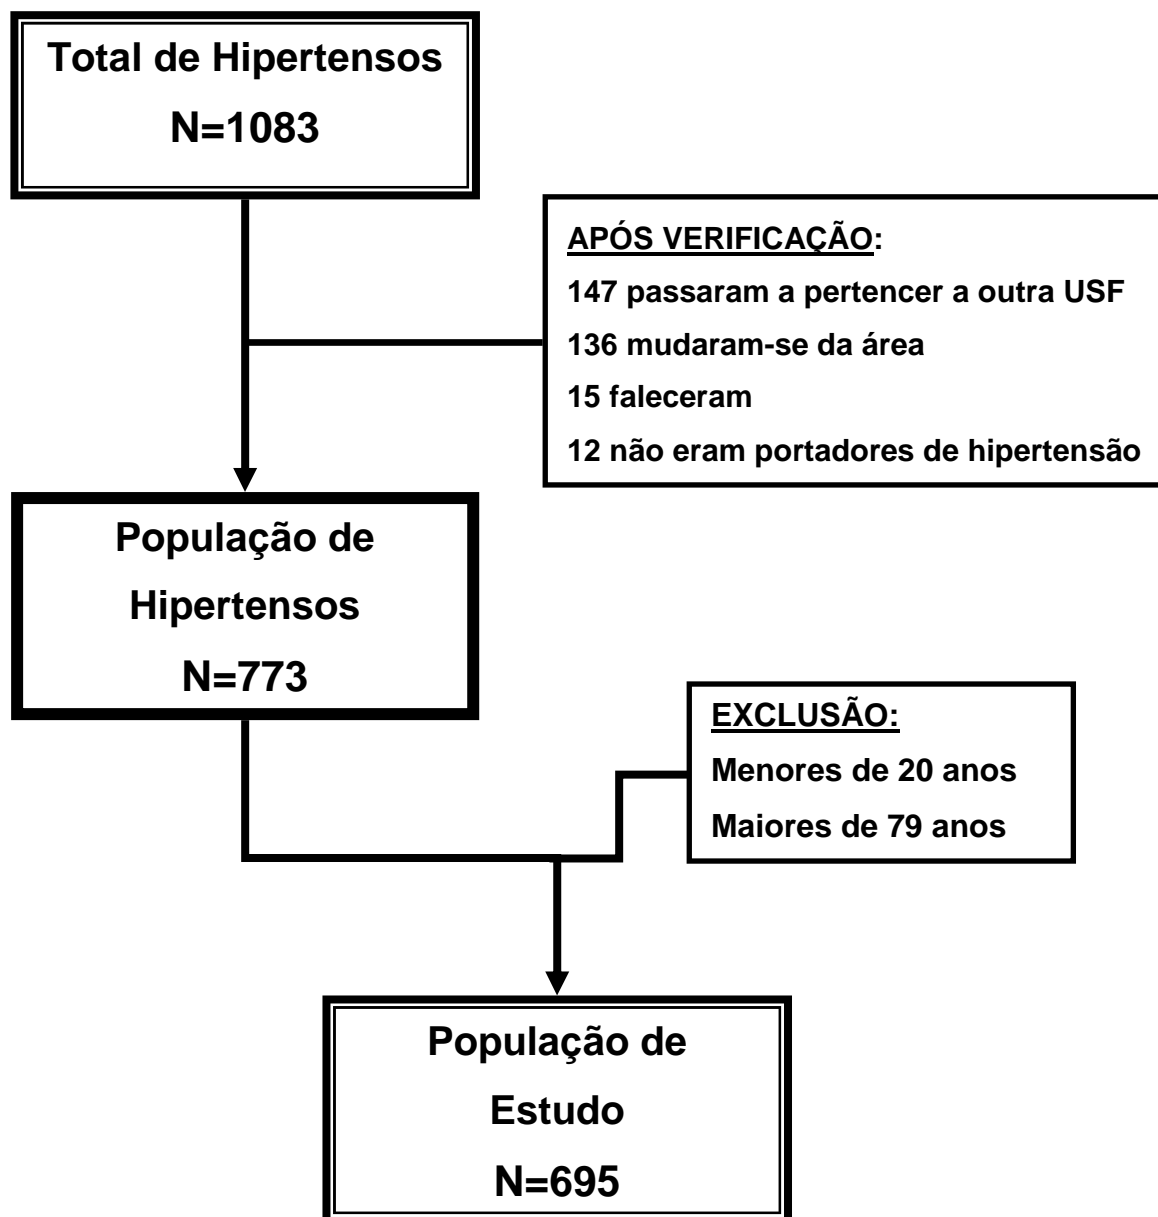 Total de Hipertensos
N=1083
APÓS VERIFICAÇÃO:
147 passaram a pertencer a outra USF
136 mudaram-se da área
15 faleceram
12 não eram portadores de hipertensão
População de
Hipertensos
N=773
EXCLUSÃO:
Menores de 20 anos
Maiores de 79 anos
População de
Estudo
N=695